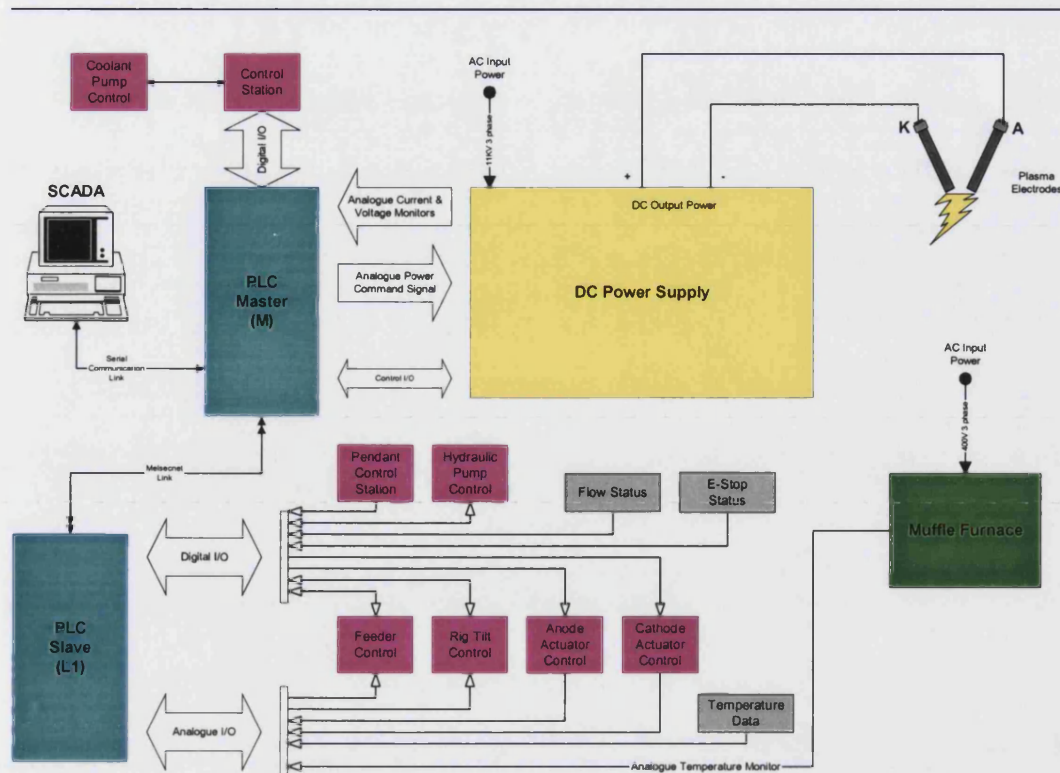 Coolant
Pump
Control
Control
Station
AC Input
Power
11KV 3 phase
Digital I/O
K
A
Plasma
Electrodes
+
-
DC Output Power
SCADA
Analogue Current &
Voltage Monitors
PLC
Master
(M)
Analogue Power
Command Signal
DC Power Supply
Serial
Communication
Link
Control I/O
AC Input
Power
400V 3 phase
Melsecnet
Link
Pendant
Control
Station
Hydraulic
Pump
Control
Flow Status
E-Stop
Status
Muffle Furnace
Digital I/O
PLC
Slave
(L1)
Feeder
Control
Rig Tilt
Control
Anode
Actuator
Control
Cathode
Actuator
Control
Temperature
Data
Analogue I/O
Analogue Temperature Monitor